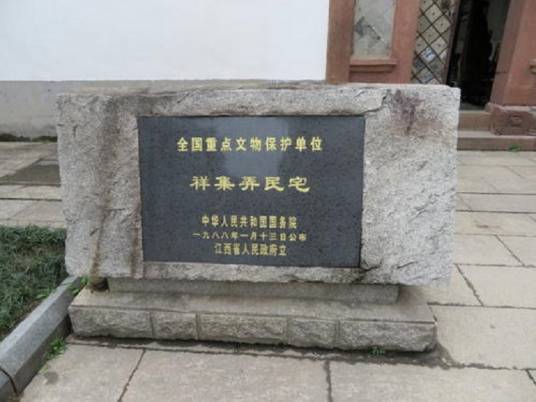 全国重点文物保护单位
祥集弄民宅
中华人民共和国国务院
一九八八年一月十三日公布
江西省人民政府立